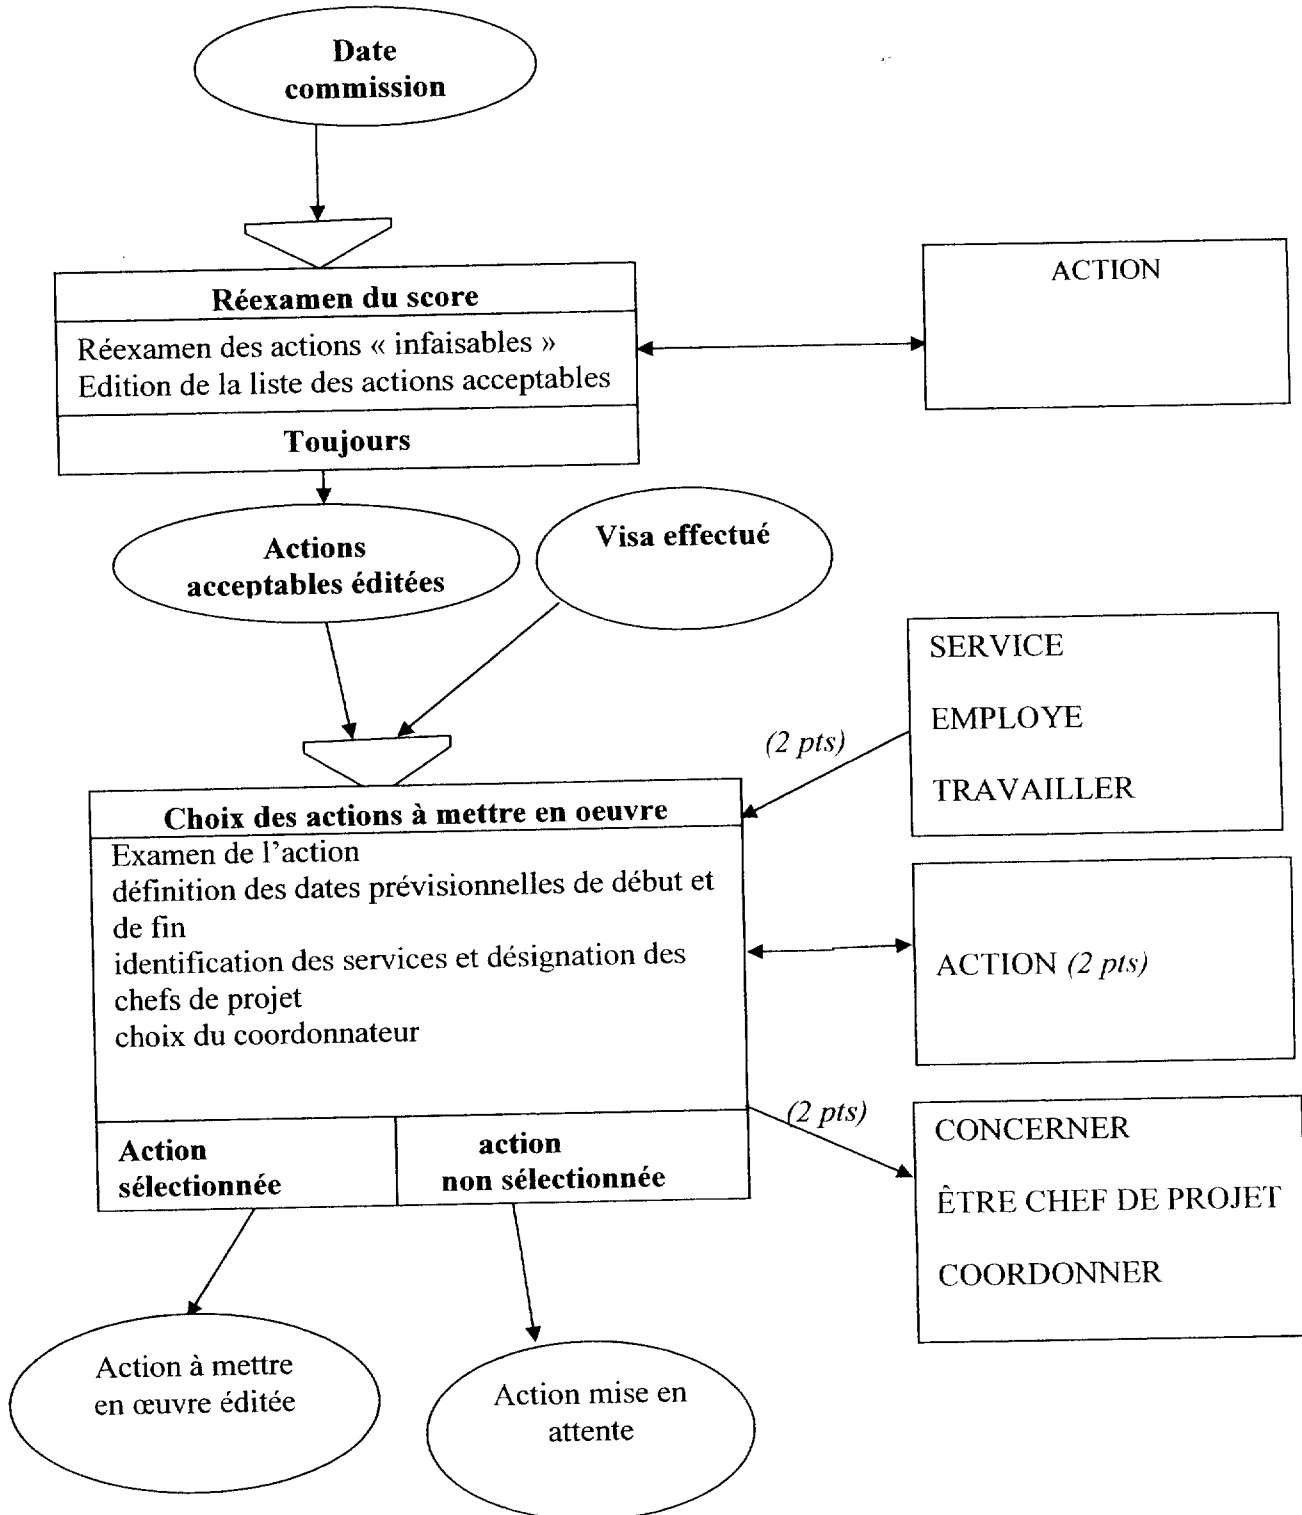 Date
commission
Réexamen du score
Réexamen des actions « infaisables »
Edition de la liste des actions acceptables
Toujours
ACTION
Actions
acceptables éditées
Visa effectué
SERVICE
EMPLOYE
TRAVAILLER
(2 pts)
Choix des actions à mettre en oeuvre
Examen de l'action
définition des dates prévisionnelles de début et
de fin
identification des services et désignation des
chefs de projet
choix du coordonnateur
ACTION (2 pts)
(2 pts)
CONCERNER
ÊTRE CHEF DE PROJET
COORDONNER
Action
sélectionnée
action
non sélectionnée
Action à mettre
en œuvre éditée
Action mise en
attente